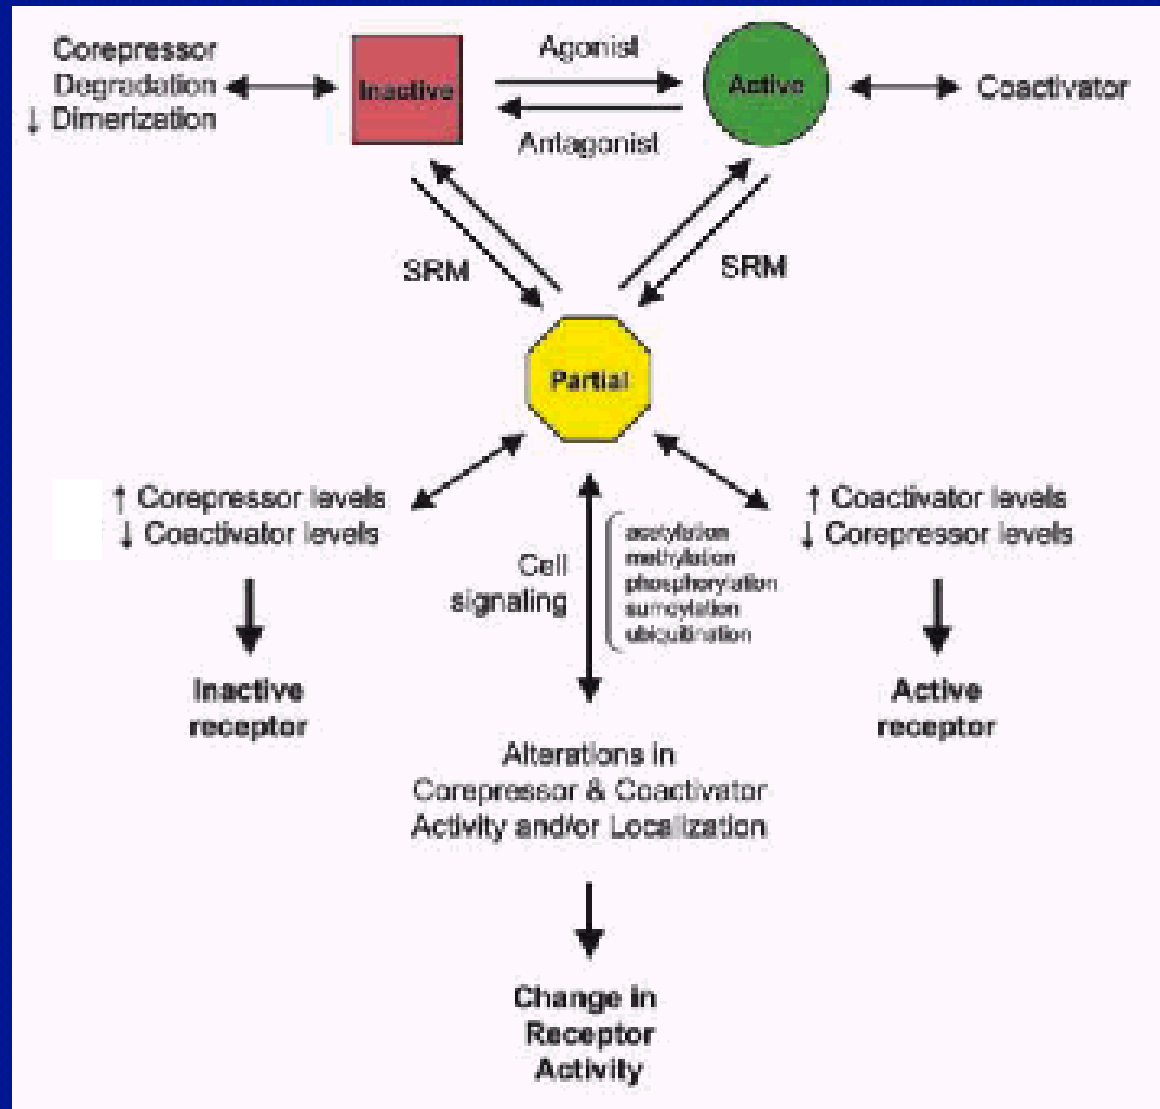 Corepressor
Degradation
↓ Dimerization
Inactive
Agonist
Antagonist
Active
Coactivator
SRM
SRM
Partial
↑ Corepressor levels
↓ Coactivator levels
Cell
signaling
acetylation
methylation
phosphorylation
sumoylation
ubiquitination
↑ Coactivator levels
↓ Corepressor levels
Inactive
receptor
Active
receptor
Alterations in
Corepressor & Coactivator
Activity and/or Localization
Change in
Receptor
Activity